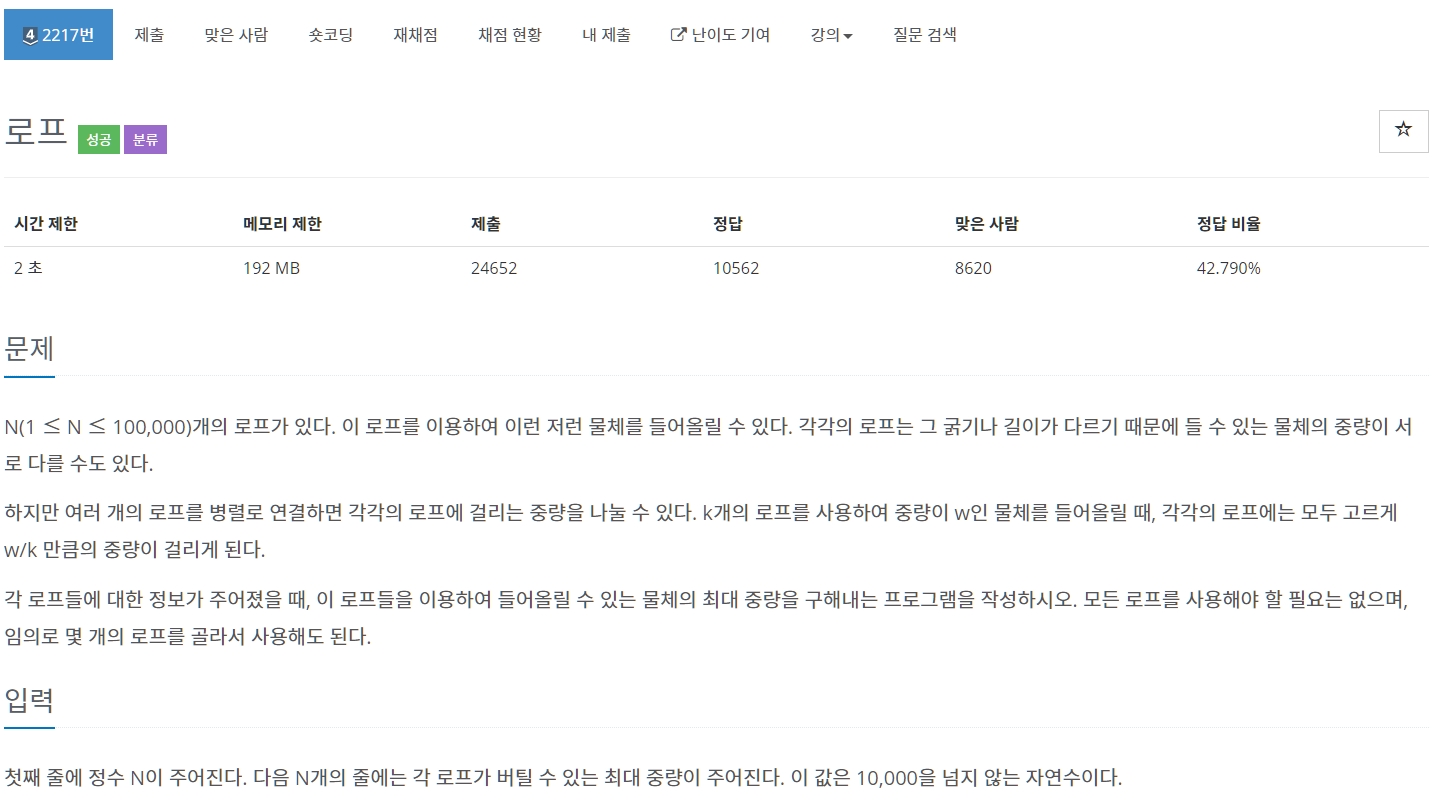 4 2217번 제출 맞은 사람 숏코딩 재채점 채점 현황 내 제출 난이도 기여 강의 질문 검색
로프 성공 분류
시간 제한 메모리 제한 제출 정답 맞은 사람 정답 비율
2 초 192 MB 24652 10562 8620 42.790%
문제
N(1 ≤ N ≤ 100,000)개의 로프가 있다. 이 로프를 이용하여 이런 저런 물체를 들어올릴 수 있다. 각각의 로프는 그 굵기나 길이가 다르기 때문에 들 수 있는 물체의 중량이 서
로 다를 수도 있다.
하지만 여러 개의 로프를 병렬로 연결하면 각각의 로프에 걸리는 중량을 나눌 수 있다. k개의 로프를 사용하여 중량이 w인 물체를 들어올릴 때, 각각의 로프에는 모두 고르게
w/k 만큼의 중량이 걸리게 된다.
각 로프들에 대한 정보가 주어졌을 때, 이 로프들을 이용하여 들어올릴 수 있는 물체의 최대 중량을 구해내는 프로그램을 작성하시오. 모든 로프를 사용해야 할 필요는 없으며,
임의로 몇 개의 로프를 골라서 사용해도 된다.
입력
첫째 줄에 정수 N이 주어진다. 다음 N개의 줄에는 각 로프가 버틸 수 있는 최대 중량이 주어진다. 이 값은 10,000을 넘지 않는 자연수이다.